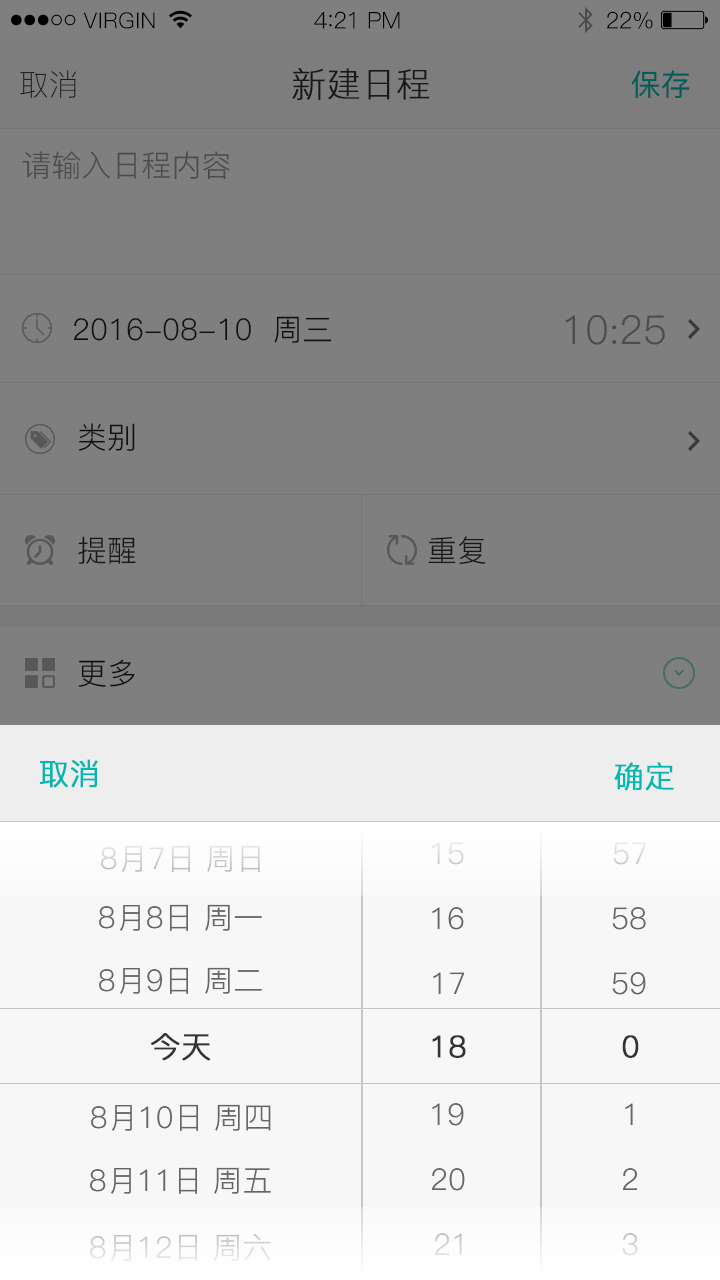 VIRGIN 4:21 PM 22%
取消 新建日程 保存
请输入日程内容
2016-08-10 周三 10:25
类别
提醒 重复
更多
取消 确定
8月7日 周日 15 57
8月8日 周一 16 58
8月9日 周二 17 59
今天 18 0
8月10日 周四 19 1
8月11日 周五 20 2
8月12日 周六 21 3